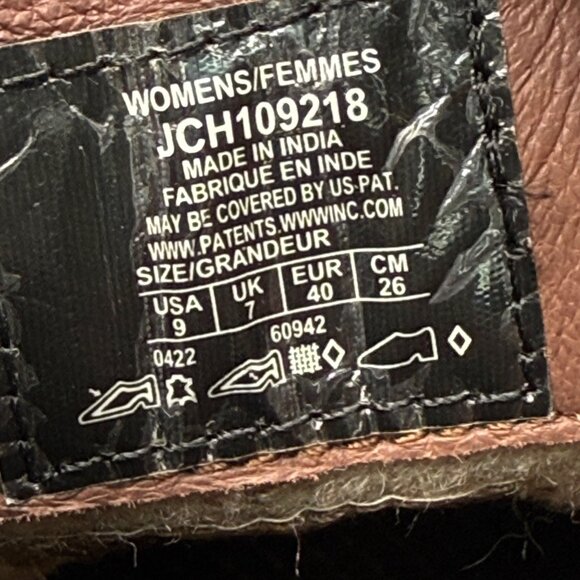 WOMENS/FEMMES
JCH109218
MADE IN INDIA
FABRIQUE EN INDE
MAY BE COVERED BY US PAT.
WWW.PATENTS.WWWINC.COM
SIZE/GRANDEUR
USA UK EUR CM
9 7 40 26
0422 60942